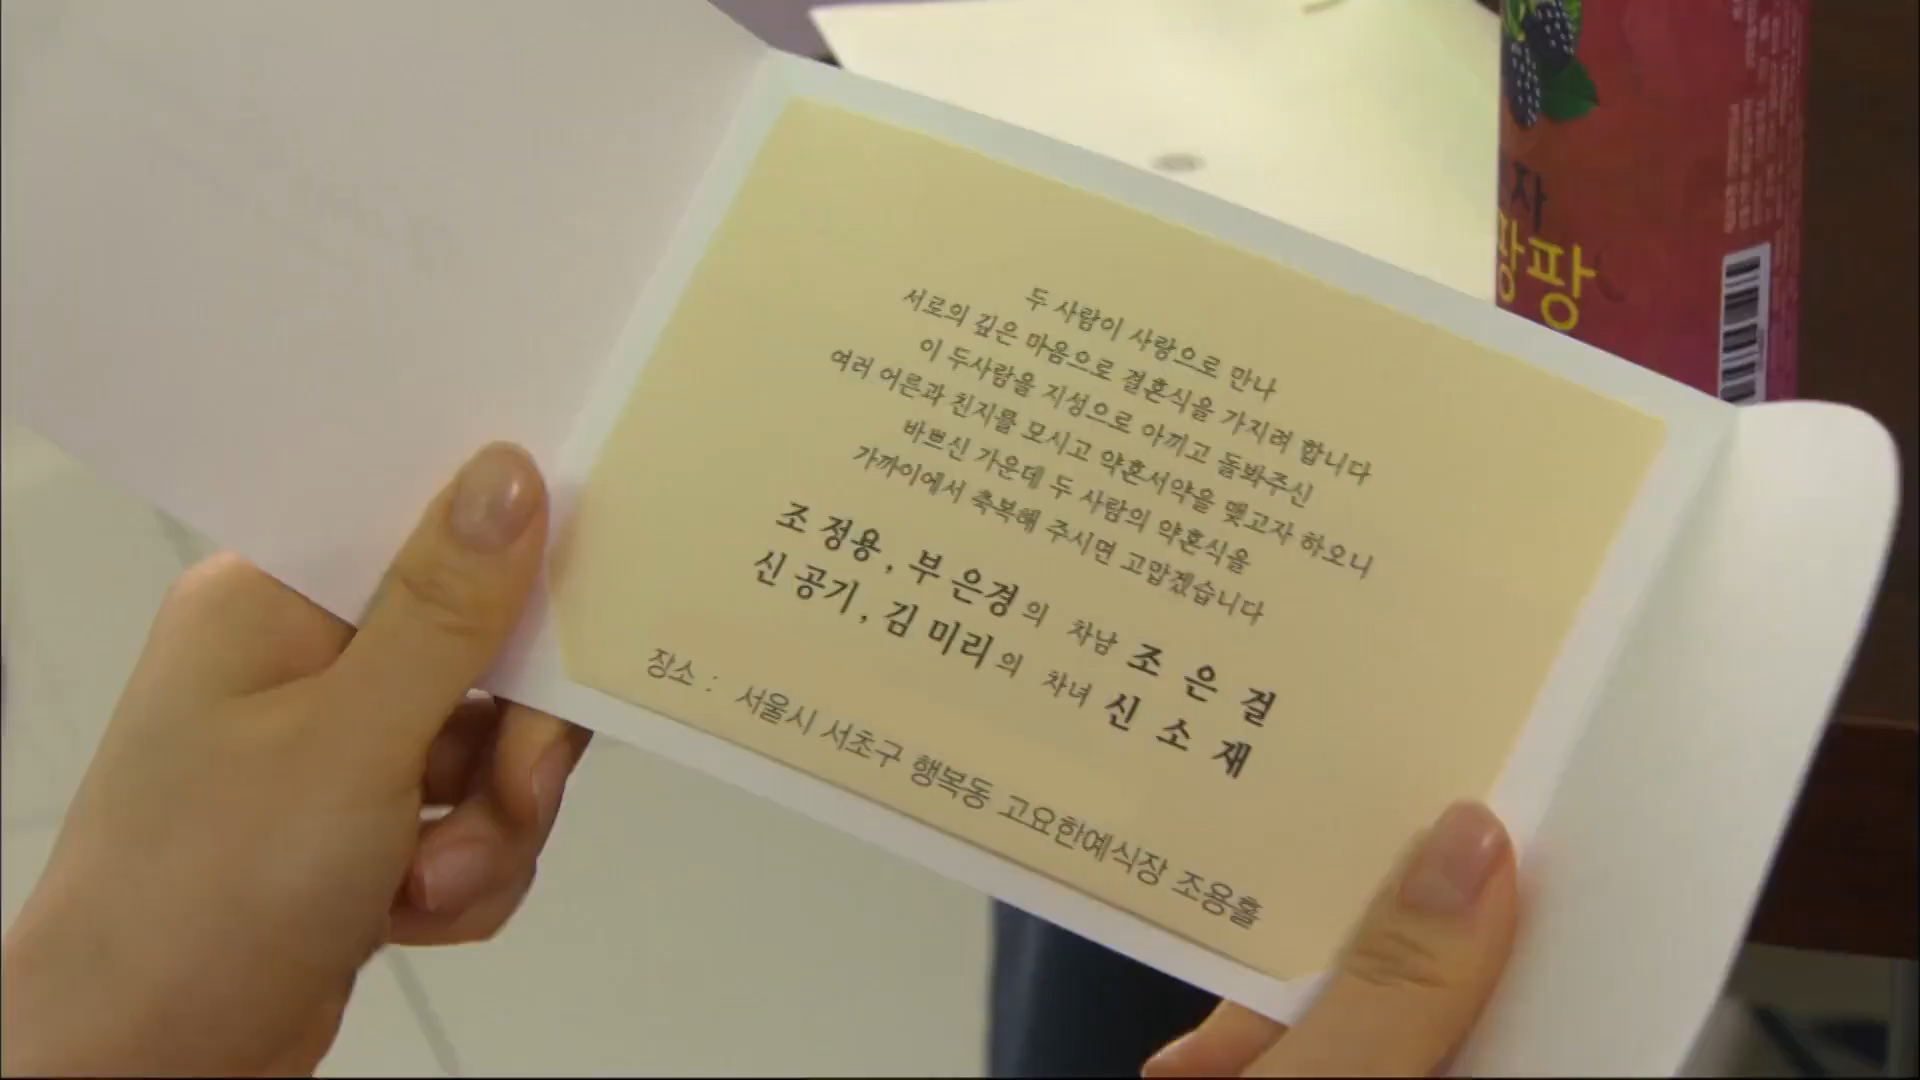 두 사람이 사랑으로 만나
서로의 깊은 마음으로 결혼식을 가지려 합니다
이 두사람을 지성으로 아끼고 돌봐주신
여러 어른과 친지를 모시고 약혼서약을 맺고자 하오니
바쁘신 가운데 두 사람의 약혼식을
가까이에서 축복해 주시면 고맙겠습니다
조 정용, 부 은경의 차남 조 은 걸
신 공기, 김 미리의 차녀 신 소 재
장소 : 서울시 서초구 행복동 고요한예식장 조용홀
자
팡팡